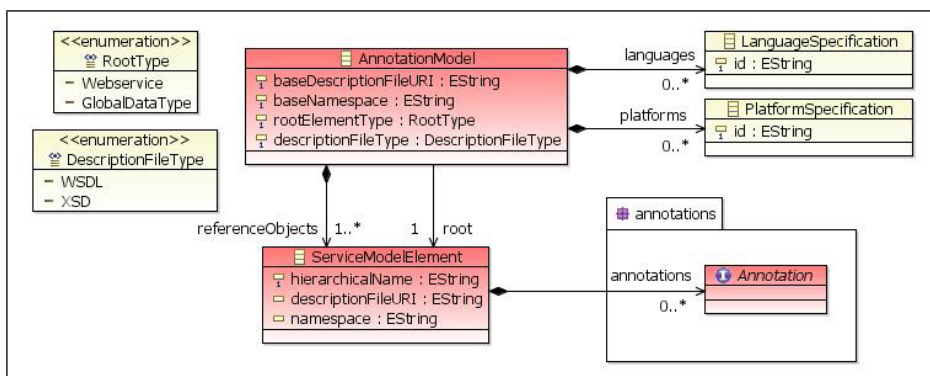 <<enumeration>>
RootType
Webservice
GlobalDataType
<<enumeration>>
DescriptionFileType
WSDL
XSD
AnnotationModel
baseDescriptionFileURI : EString
baseNamespace : EString
rootElementType : RootType
descriptionFileType : DescriptionFileType
languages
0..*
LanguageSpecification
id : EString
platforms
0..*
PlatformSpecification
id : EString
referenceObjects
1..*
1
root
ServiceModelElement
hierarchicalName : EString
descriptionFileURI : EString
namespace : EString
annotations
annotations
0..*
Annotation